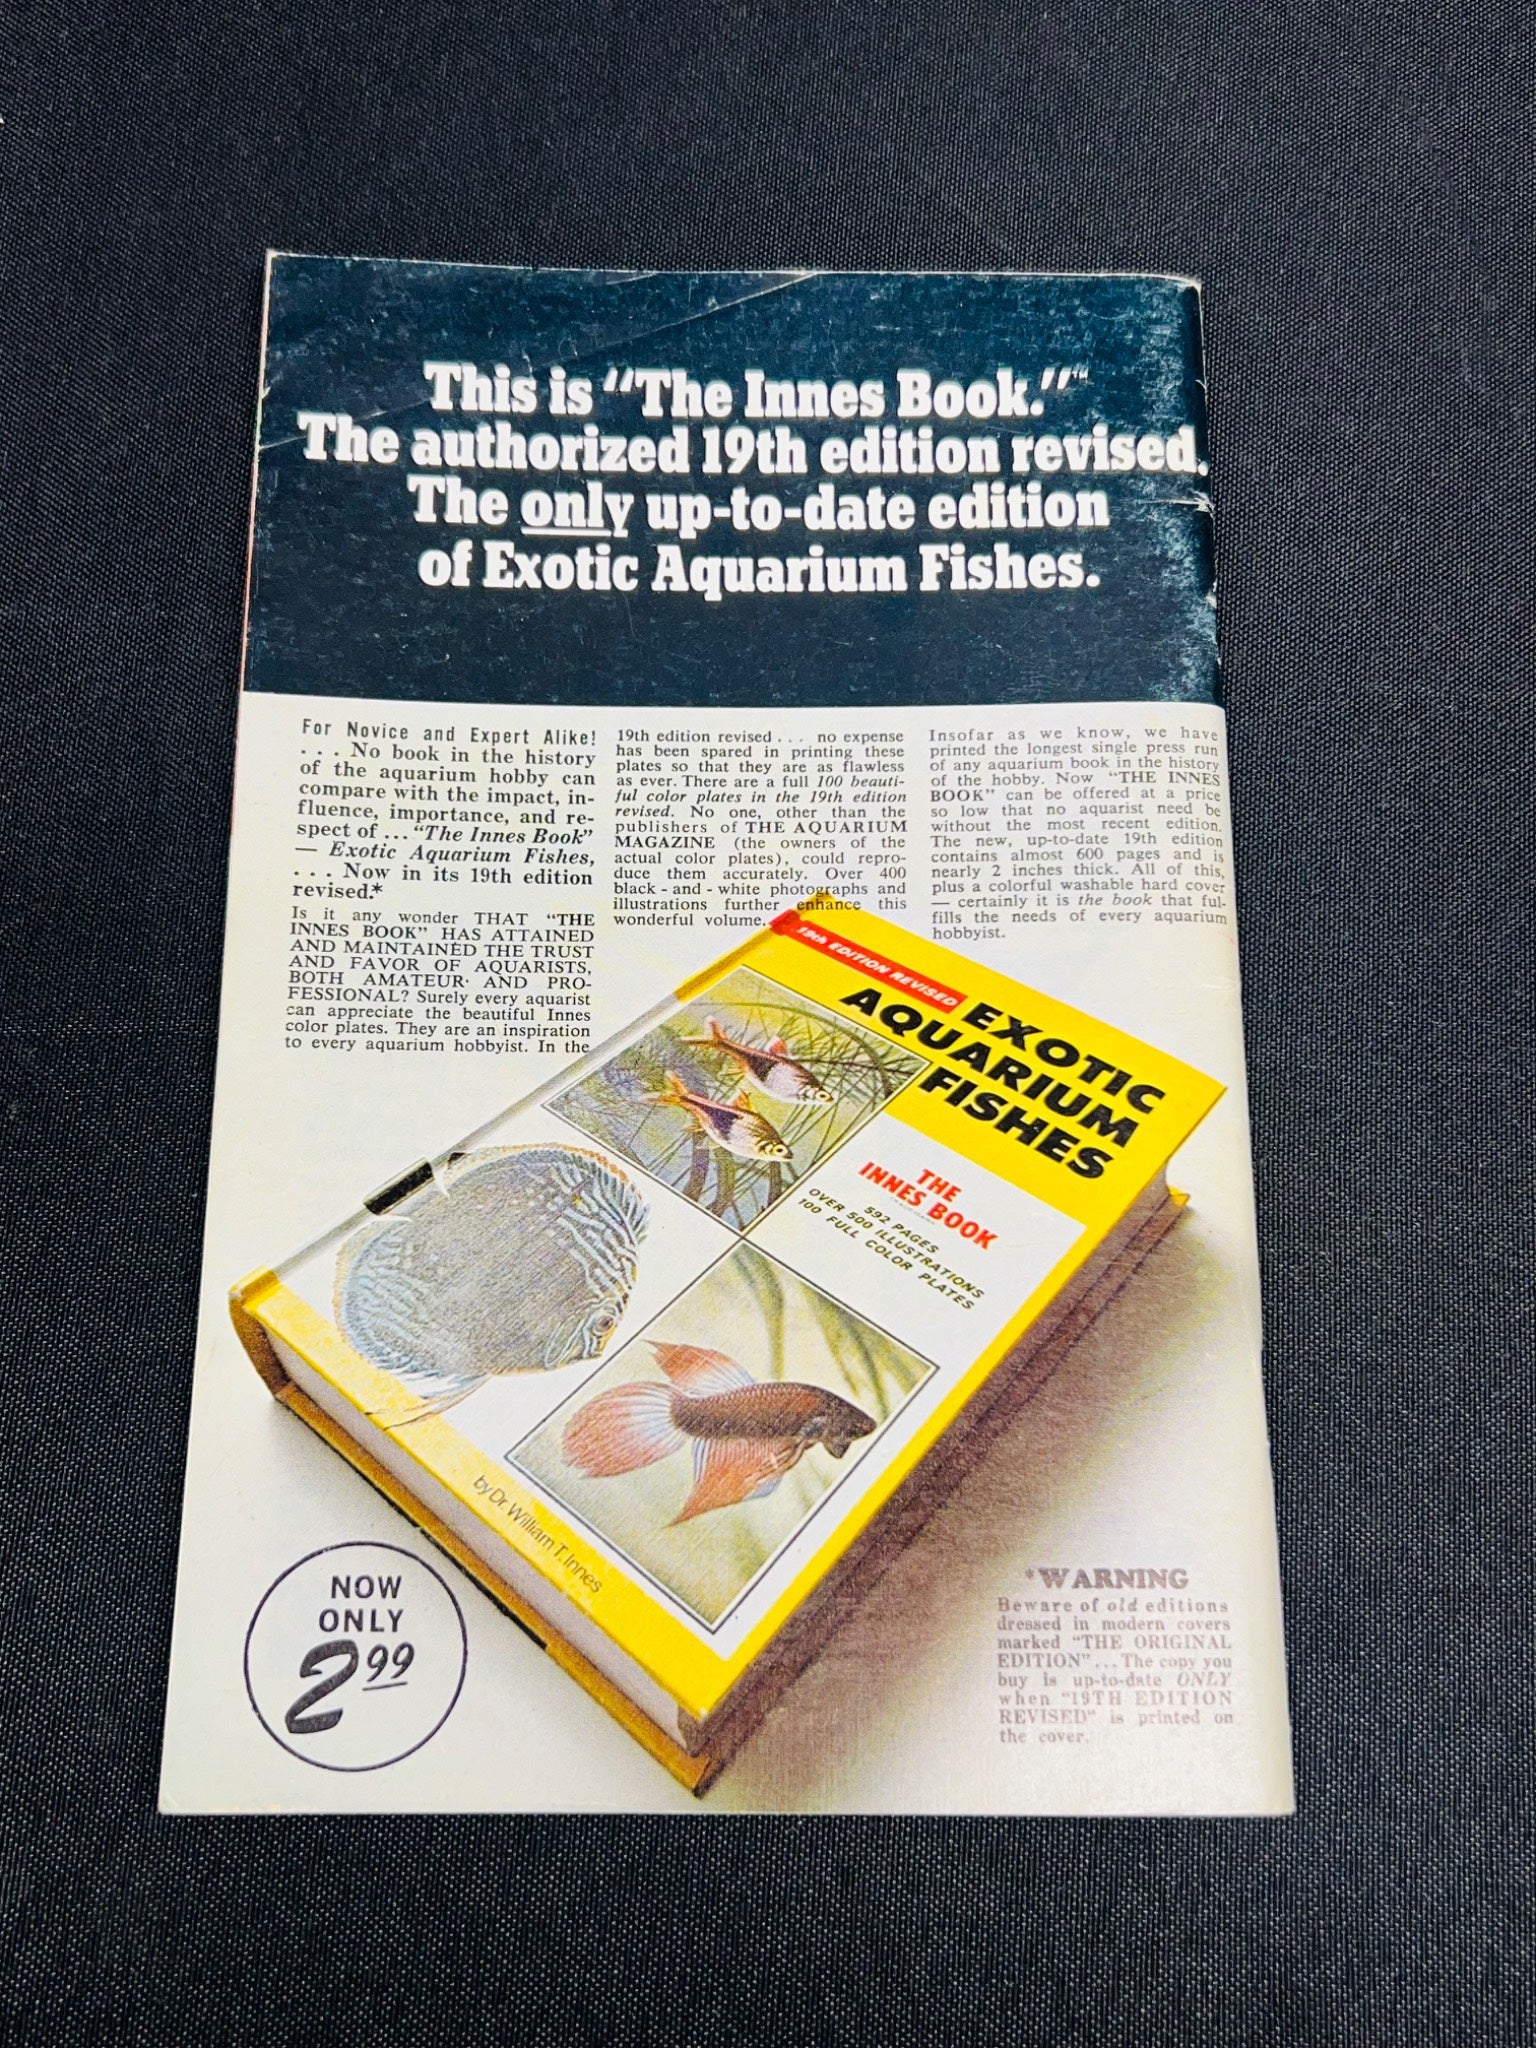 This is "The Innes Book."™
The authorized 19th edition revised.
The only up-to-date edition
of Exotic Aquarium Fishes.
For Novice and Expert Alike!
. . . No book in the history
of the aquarium hobby can
compare with the impact, in-
fluence, importance, and re-
spect of ... "The Innes Book"
— Exotic Aquarium Fishes,
. . . Now in its 19th edition
revised.*
Is it any wonder THAT "THE
INNES BOOK" HAS ATTAINED
AND MAINTAINED THE TRUST
AND FAVOR OF AQUARISTS,
BOTH AMATEUR AND PRO-
FESSIONAL? Surely every aquarist
can appreciate the beautiful Innes
color plates. They are an inspiration
to every aquarium hobbyist. In the
19th edition revised . . . no expense
has been spared in printing these
plates so that they are as flawless
as ever. There are a full 100 beauti-
ful color plates in the 19th edition
revised. No one, other than the
publishers of THE AQUARIUM
MAGAZINE (the owners of the
actual color plates), could repro-
duce them accurately. Over 400
black - and - white photographs and
illustrations further enhance this
wonderful volume.
Insofar as we know, we have
printed the longest single press run
of any aquarium book in the history
of the hobby. Now "THE INNES
BOOK" can be offered at a price
so low that no aquarist need be
without the most recent edition.
The new, up-to-date 19th edition
contains almost 600 pages and is
nearly 2 inches thick. All of this,
plus a colorful washable hard cover
— certainly it is the book that ful-
fills the needs of every aquarium
hobbyist.
19th EDITION REVISED
EXOTIC
AQUARIUM
FISHES
THE
INNES BOOK
592 PAGES
OVER 500 ILLUSTRATIONS
100 FULL COLOR PLATES
by Dr. William T. Innes
NOW
ONLY
2 99
*WARNING
Beware of old editions
dressed in modern covers
marked "THE ORIGINAL
EDITION" ... The copy you
buy is up-to-date ONLY
when "19TH EDITION
REVISED" is printed on
the cover.